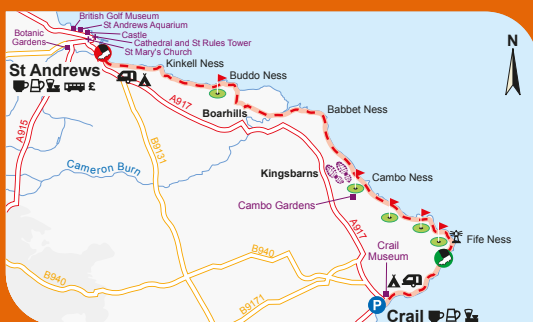 British Golf Museum
St Andrews Aquarium
Castle
Cathedral and St Rules Tower
St Mary's Church
Botanic
Gardens
N
Kinkell Ness
St Andrews
£
Buddo Ness
A917
Boarhills
Babbet Ness
A915
B9131
Cameron Burn
Kingsbarns
Cambo Ness
Cambo Gardens
A917
Fife Ness
Crail
Museum
B940
B940
B9171
P
Crail